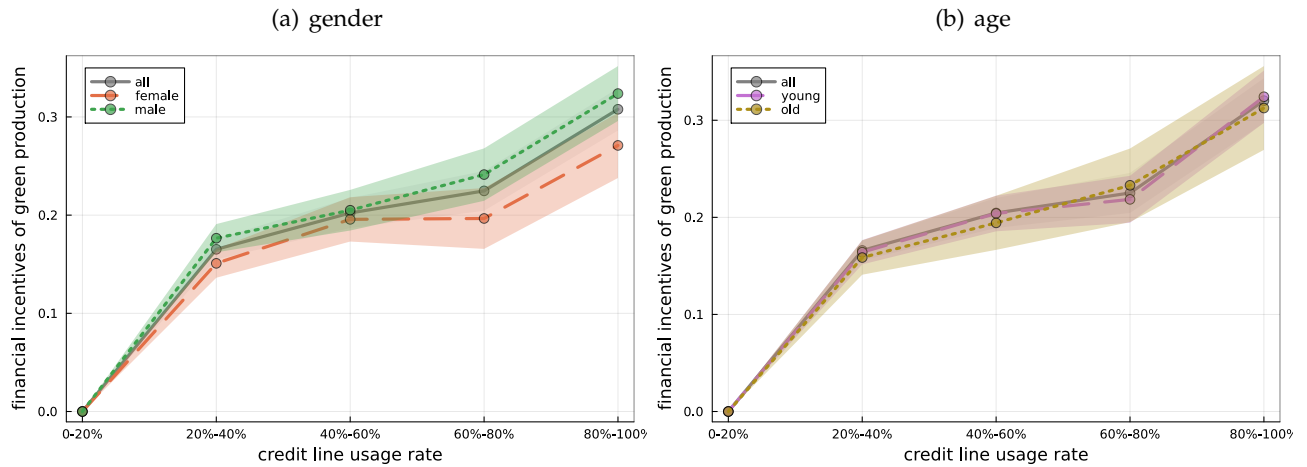 (a) gender
financial incentives of green production
0.3
0.2
0.1
0.0
all
female
male
0-20%
20%-40%
40%-60%
60%-80%
80%-100%
credit line usage rate
(b) age
financial incentives of green production
0.3
0.2
0.1
0.0
all
young
old
0-20%
20%-40%
40%-60%
60%-80%
80%-100%
credit line usage rate